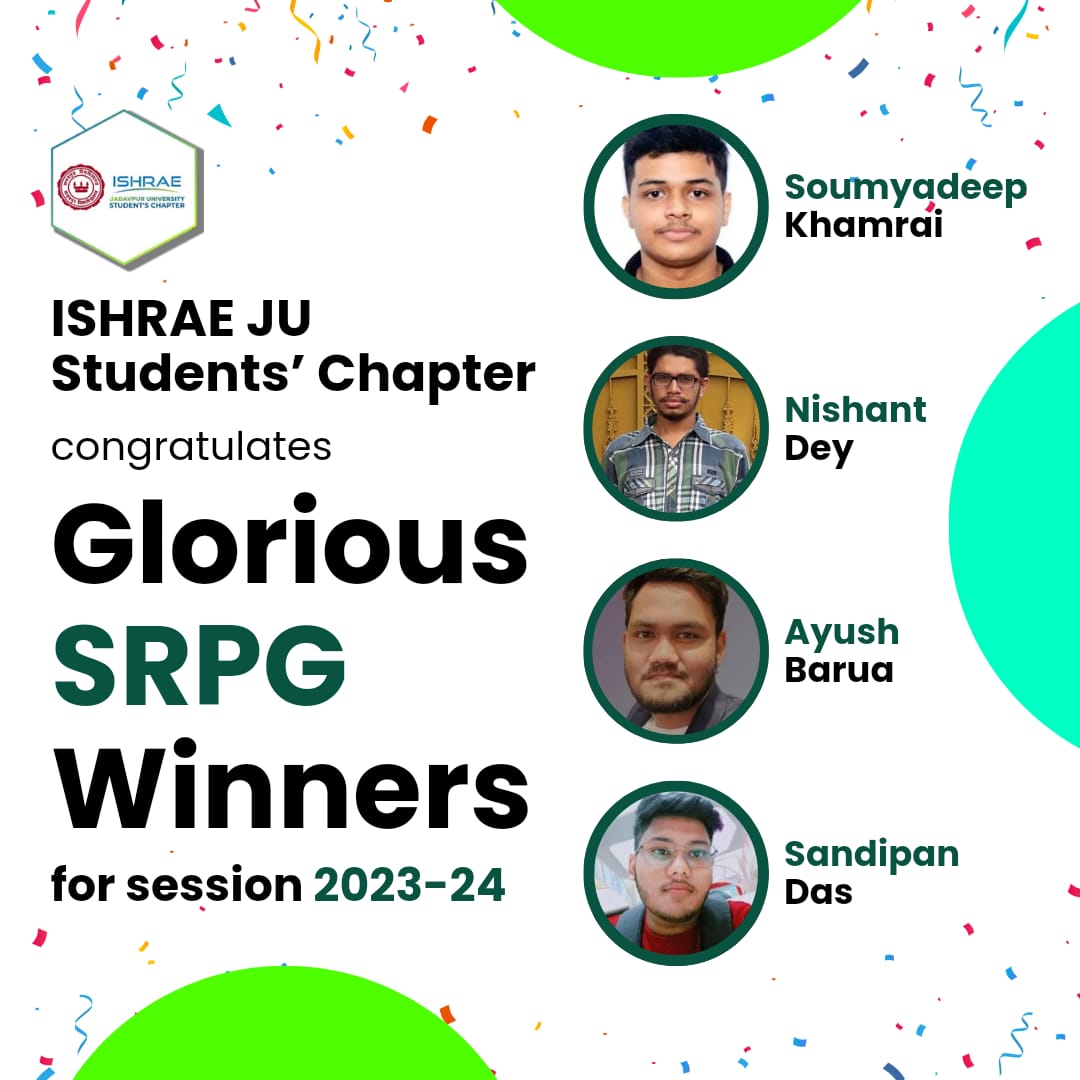 ISHRAE
JADAVPUR UNIVERSITY
STUDENT'S CHAPTER
ISHRAE JU
Students’ Chapter
congratulates
Glorious
SRPG
Winners
for session 2023-24
Soumyadeep
Khamrai
Nishant
Dey
Ayush
Barua
Sandipan
Das